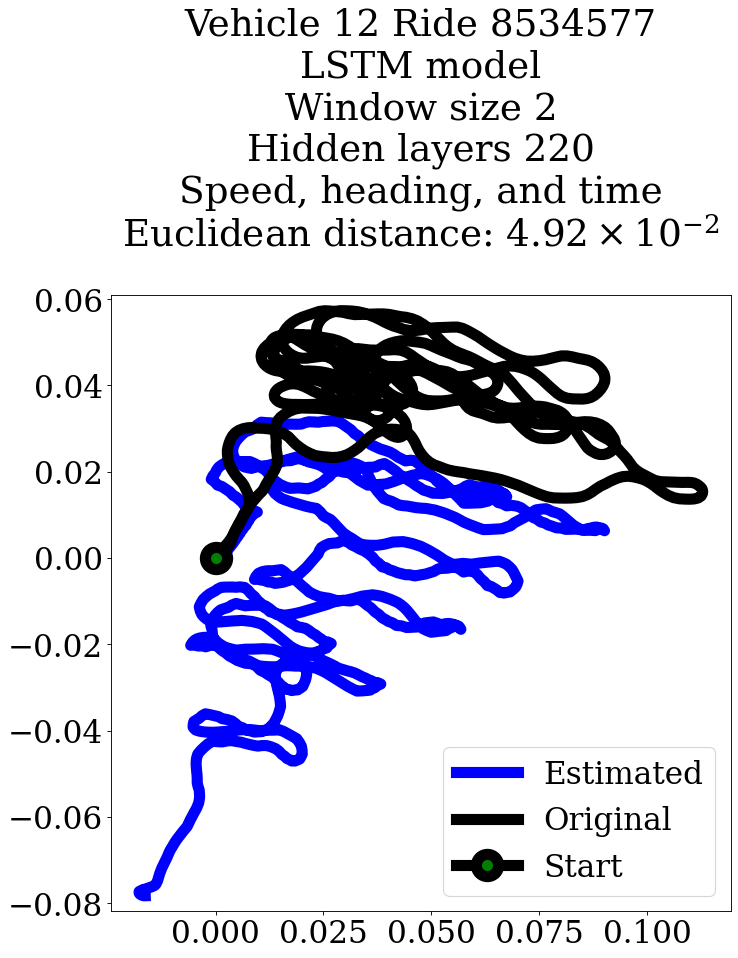 Vehicle 12 Ride 8534577
LSTM model
Window size 2
Hidden layers 220
Speed, heading, and time
Euclidean distance: 4.92 × 10⁻²
0.06
0.04
0.02
0.00
−0.02
−0.04
−0.06
−0.08
Estimated
Original
Start
0.000 0.025 0.050 0.075 0.100